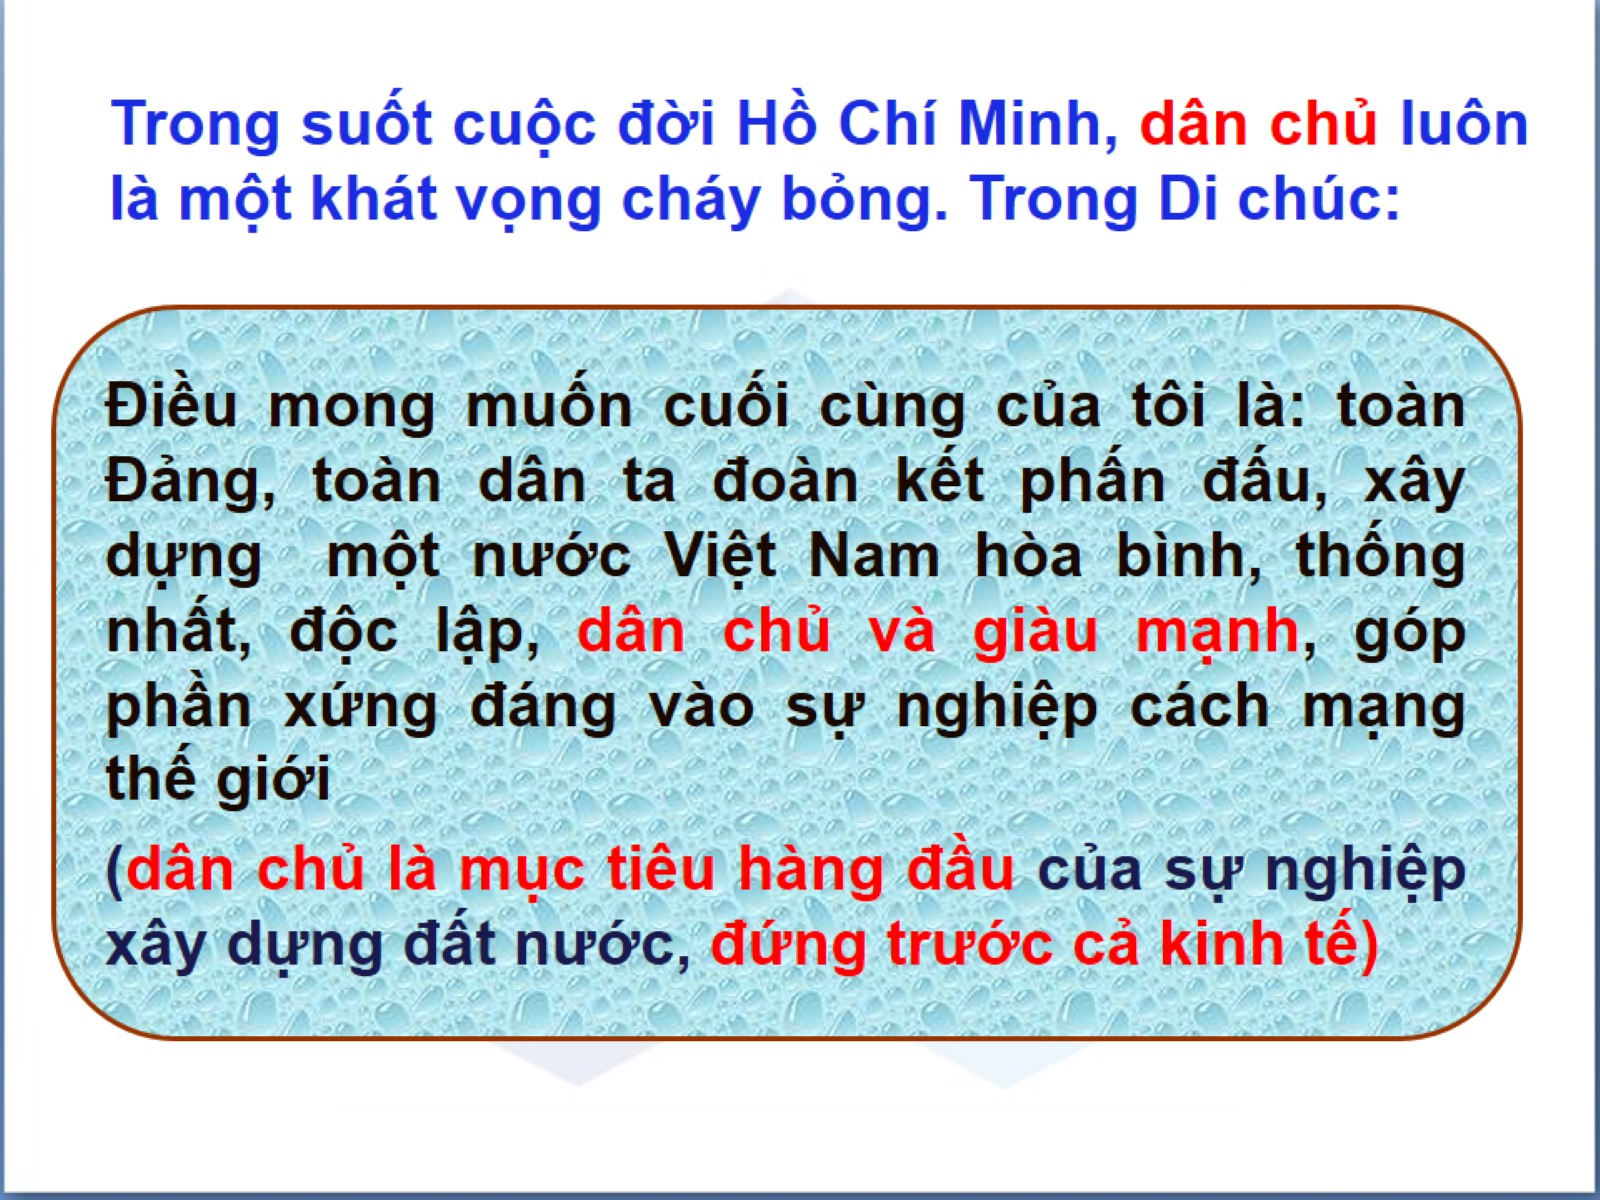 Trong suốt cuộc đời Hồ Chí Minh, dân chủ luôn
là một khát vọng cháy bỏng. Trong Di chúc:
Điều mong muốn cuối cùng của tôi là: toàn
Đảng, toàn dân ta đoàn kết phấn đấu, xây
dựng một nước Việt Nam hòa bình, thống
nhất, độc lập, dân chủ và giàu mạnh, góp
phần xứng đáng vào sự nghiệp cách mạng
thế giới
(dân chủ là mục tiêu hàng đầu của sự nghiệp
xây dựng đất nước, đứng trước cả kinh tế)